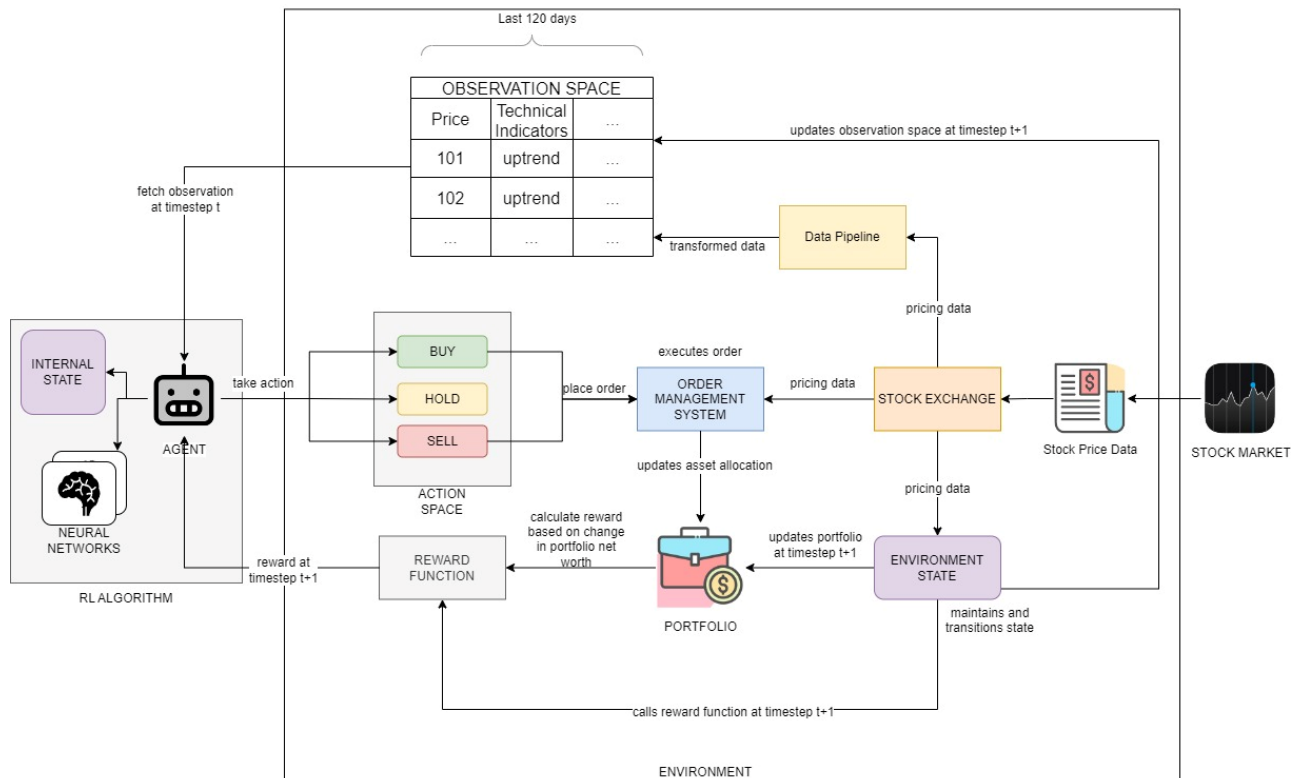 Last 120 days
OBSERVATION SPACE
Price
Technical
Indicators
...
101
uptrend
...
102
uptrend
...
...
...
...
updates observation space at timestep t+1
fetch observation
at timestep t
transformed data
Data Pipeline
pricing data
INTERNAL
STATE
AGENT
NEURAL
NETWORKS
RL ALGORITHM
take action
BUY
HOLD
SELL
ACTION
SPACE
place order
executes order
ORDER
MANAGEMENT
SYSTEM
pricing data
STOCK EXCHANGE
Stock Price Data
STOCK MARKET
updates asset allocation
pricing data
calculate reward
based on change
in portfolio net
worth
updates portfolio
at timestep t+1
ENVIRONMENT
STATE
reward at
timestep t+1
REWARD
FUNCTION
PORTFOLIO
maintains and
transitions state
calls reward function at timestep t+1
ENVIRONMENT